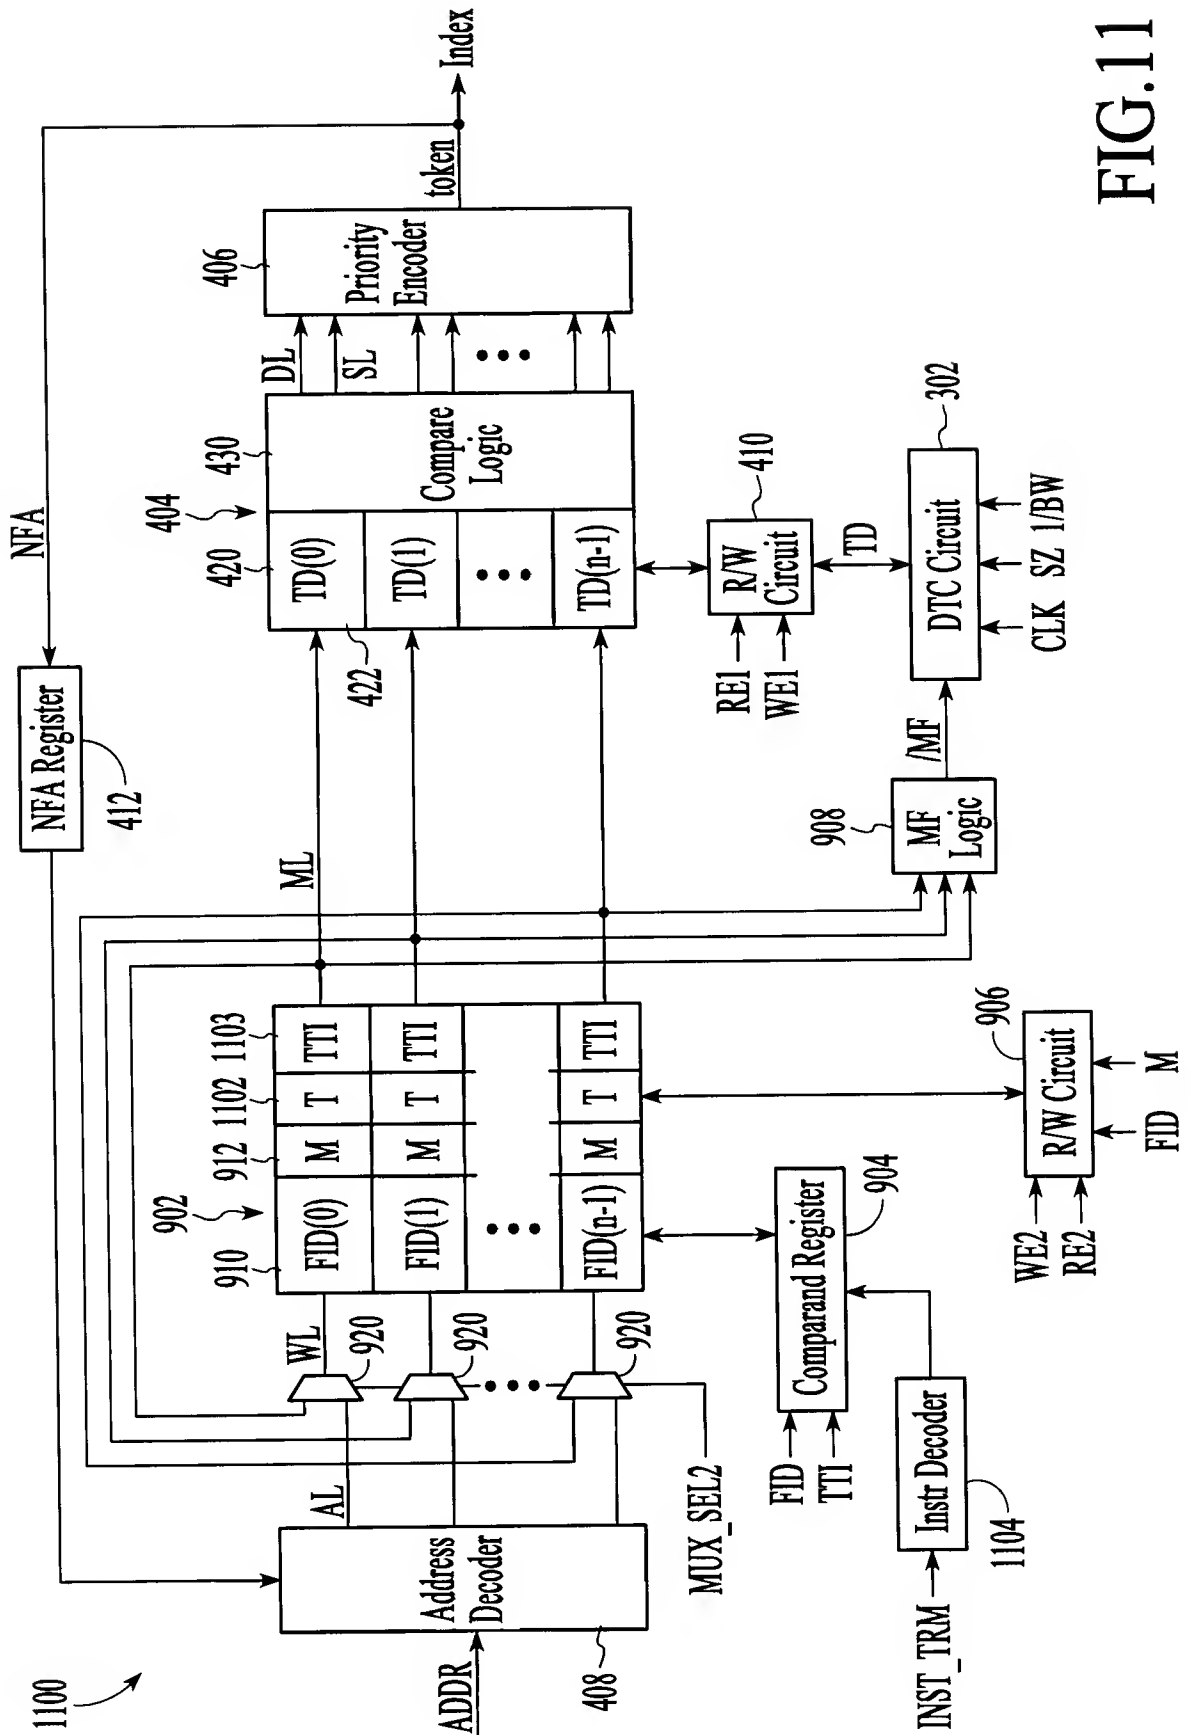 1100
NFA
NFA Register
412
ADDR
Address
Decoder
408
AL
WL
920
920
920
MUX_SEL2
902
910
912
1102
1103
FID(0)
M
T
TTI
FID(1)
M
T
TTI
FID(n-1)
M
T
TTI
ML
422
404
420
430
TD(0)
TD(1)
TD(n-1)
Compare
Logic
DL
SL
406
Priority
Encoder
token
Index
FID
TTI
Comparand Register
904
INST_TRM
Instr Decoder
1104
WE2
RE2
R/W Circuit
906
FID
M
908
MF
Logic
/MF
RE1
WE1
R/W
Circuit
410
TD
DTC Circuit
302
CLK
SZ
1/BW
FIG.11